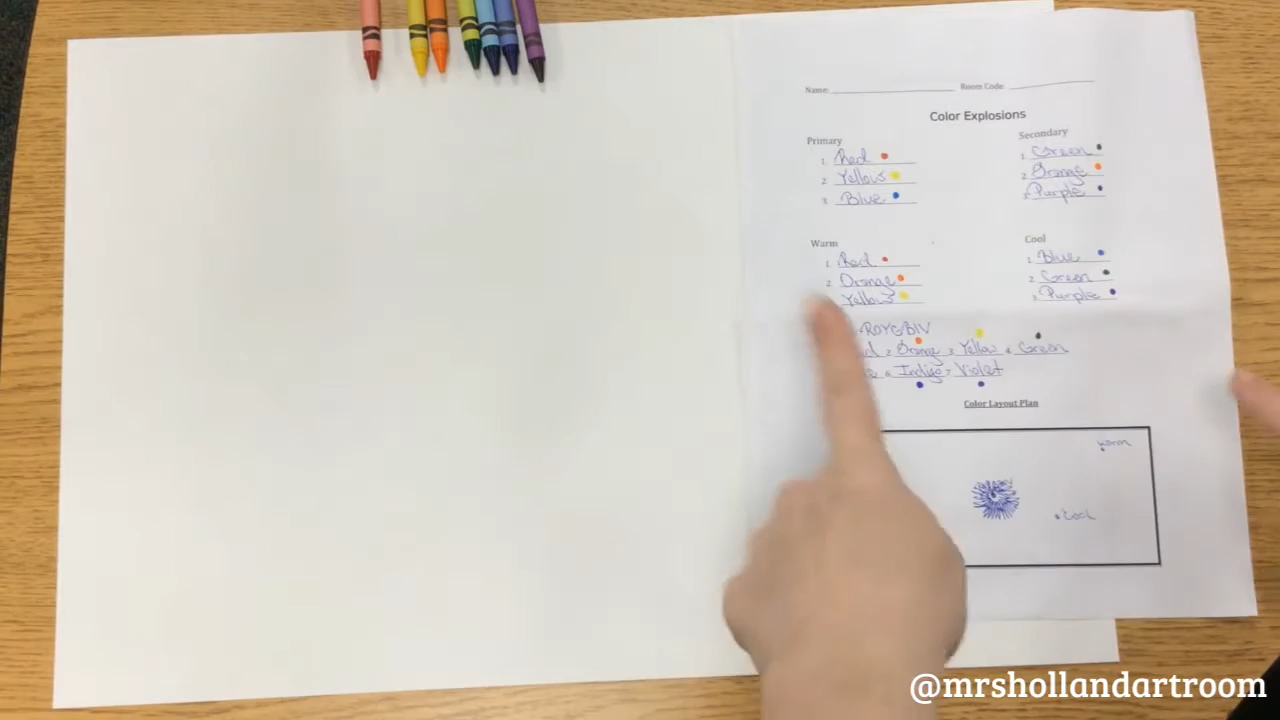 Name: Room Code:
Color Explosions
Primary
1. Red
2. Yellow
3. Blue
Secondary
1. Green
2. Orange
3. Purple
Warm
1. Red
2. Orange
Yellow
Cool
1. Blue
2. Green
3. Purple
ROYGBIV
2 Orange 3 Yellow 4 Green
6 Indigo 7 Violet
Color Layout Plan
warm
Cool
@mrshollandartroom